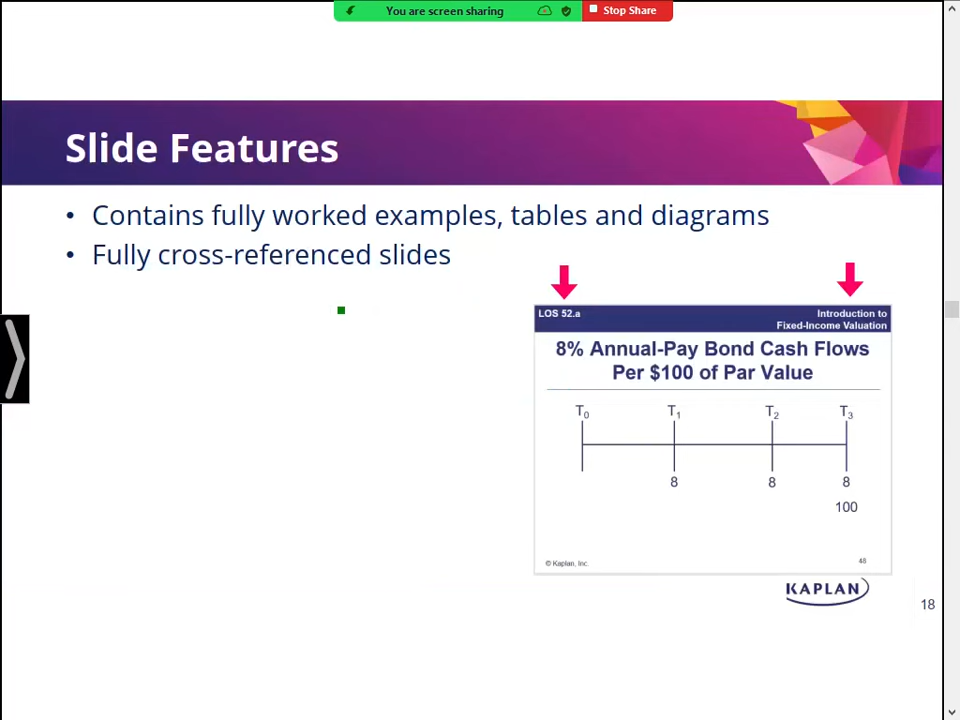 You are screen sharing
Stop Share
Slide Features
• Contains fully worked examples, tables and diagrams
• Fully cross-referenced slides
LOS 52.a
Introduction to
Fixed-Income Valuation
8% Annual-Pay Bond Cash Flows
Per $100 of Par Value
T0 T1 T2 T3
8 8 8
100
© Kaplan, Inc.
48
KAPLAN
18